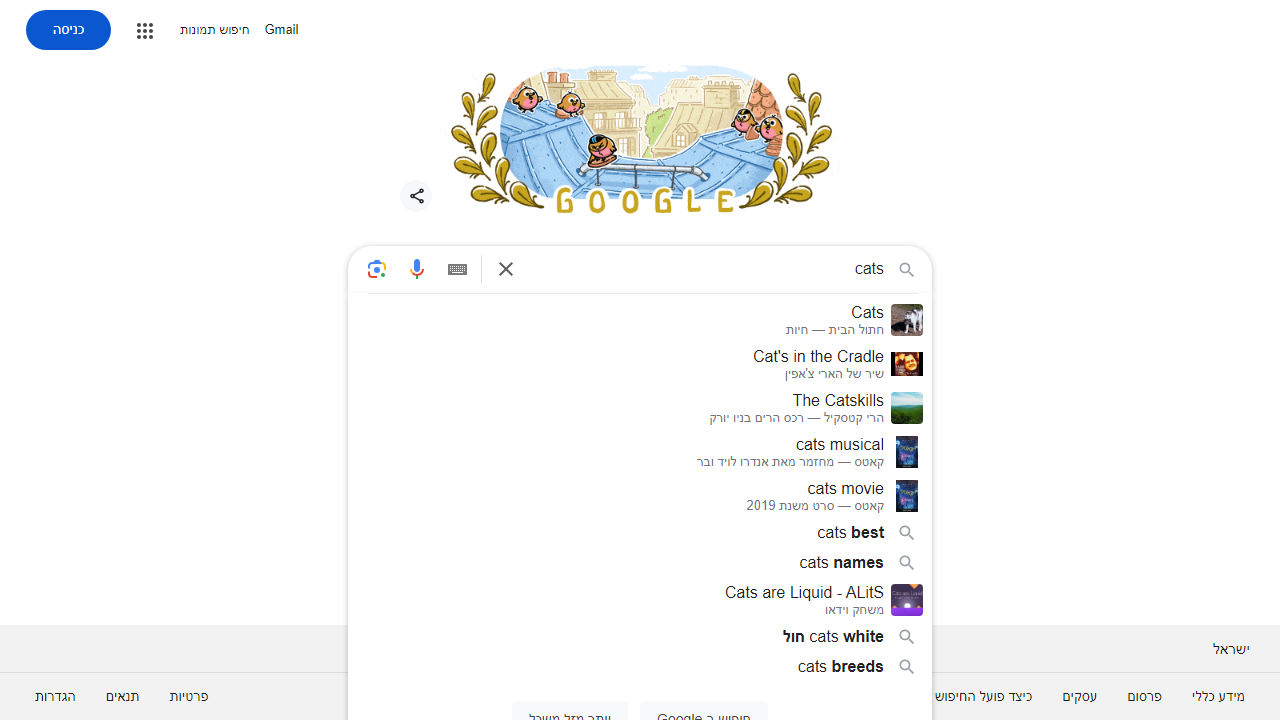 Gmail
חיפוש תמונות
כניסה
GOOGLE
cats
Cats
חתול הבית — חיות
Cat's in the Cradle
שיר של הארי צ'אפין
The Catskills
הרי קטסקיל — רכס הרים בניו יורק
cats musical
קאטס — מחזמר מאת אנדרו לויד ובר
cats movie
קאטס — סרט משנת 2019
cats best
cats names
Cats are Liquid - ALitS
משחק וידאו
חול cats white
cats breeds
חיפוש ב-Google
יותר מזל משכל
ישראל
מידע כללי
פרסום
עסקים
כיצד פועל החיפוש
פרטיות
תנאים
הגדרות